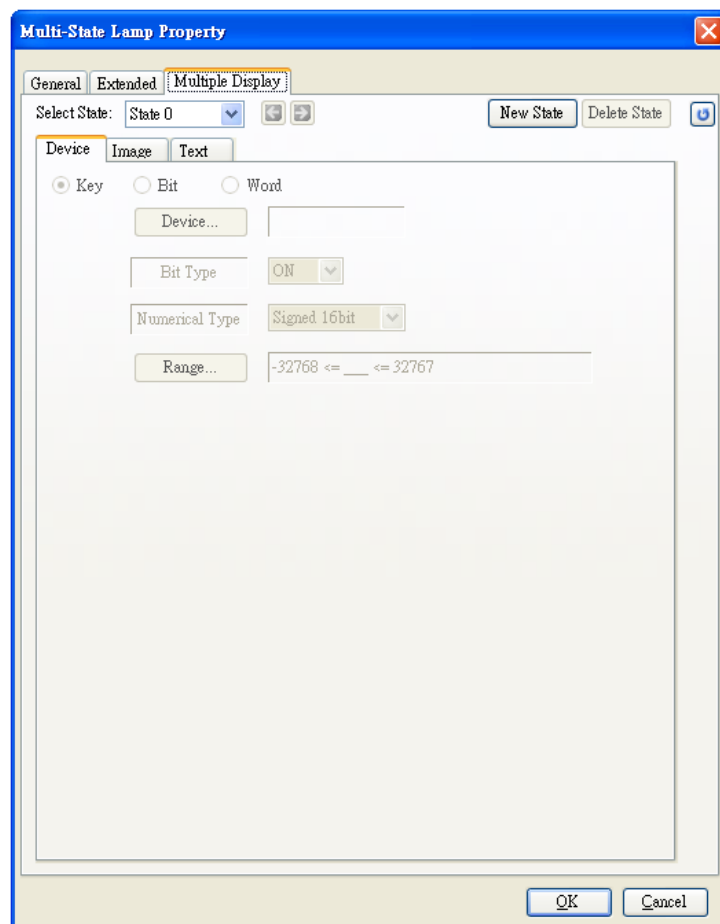 Multi-State Lamp Property
General Extended Multiple Display
Select State: State 0 New State Delete State
Device Image Text
Key Bit Word
Device...
Bit Type ON
Numerical Type Signed 16bit
Range... -32768 <= ___ <= 32767
OK Cancel